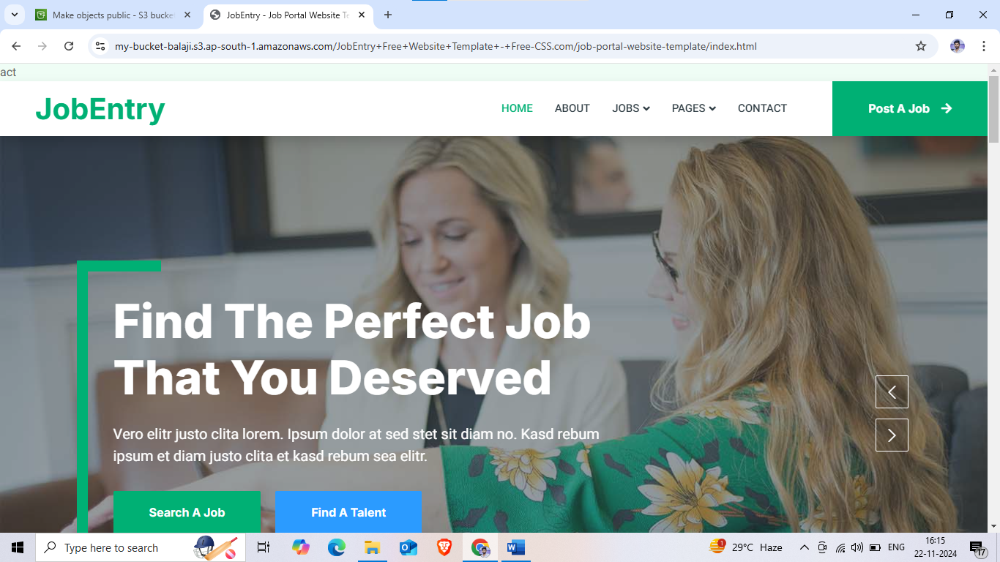 Make objects public - S3 bucke
JobEntry - Job Portal Website Te
my-bucket-balaji.s3.ap-south-1.amazonaws.com/JobEntry+Free+Website+Template+-+Free-CSS.com/job-portal-website-template/index.html
act
JobEntry
HOME
ABOUT
JOBS
PAGES
CONTACT
Post A Job
Find The Perfect Job
That You Deserved
Vero elitr justo clita lorem. Ipsum dolor at sed stet sit diam no. Kasd rebum
ipsum et diam justo clita et kasd rebum sea elitr.
Search A Job
Find A Talent
Type here to search
1
29°C Haze
ENG
16:15
22-11-2024
17